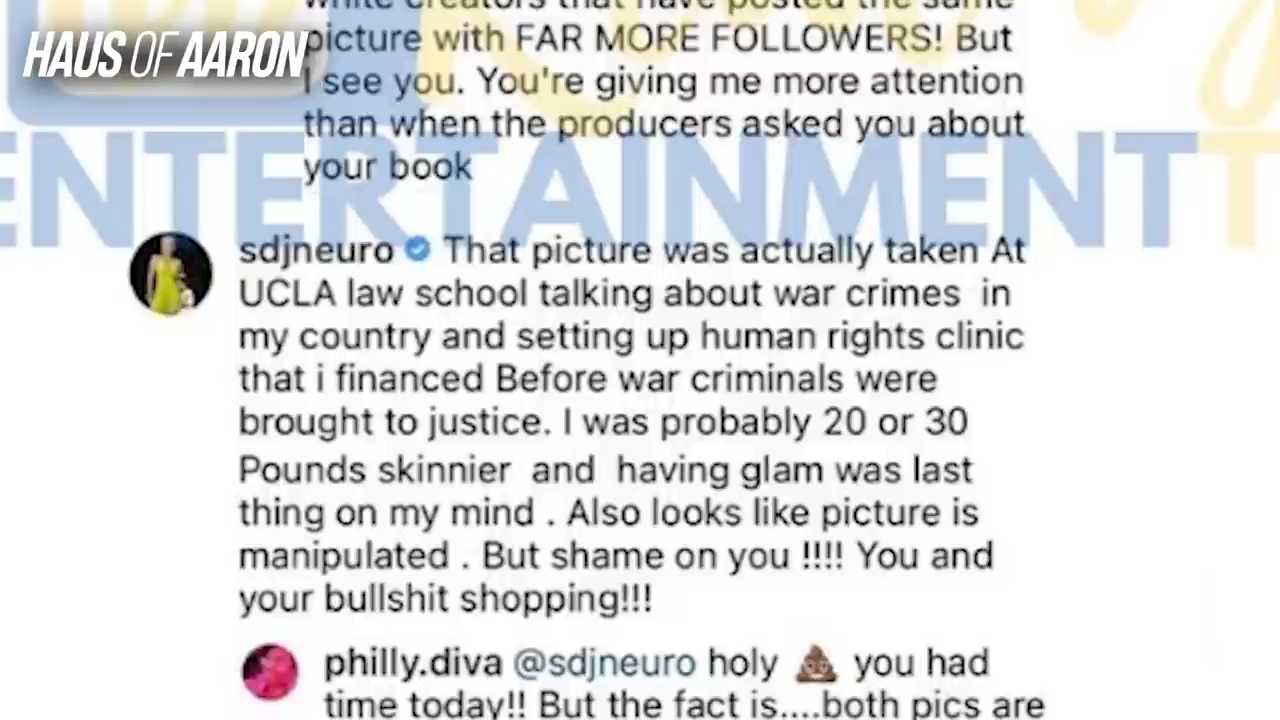 HAUS OF AARON
white creators that have posted the same
picture with FAR MORE FOLLOWERS! But
I see you. You're giving me more attention
than when the producers asked you about
your book
ENTERTAINMENTT
sdjneuro That picture was actually taken At
UCLA law school talking about war crimes in
my country and setting up human rights clinic
that i financed Before war criminals were
brought to justice. I was probably 20 or 30
Pounds skinnier and having glam was last
thing on my mind . Also looks like picture is
manipulated . But shame on you !!!! You and
your bullshit shopping!!!
philly.diva @sdjneuro holy 💩 you had
time today!! But the fact is....both pics are